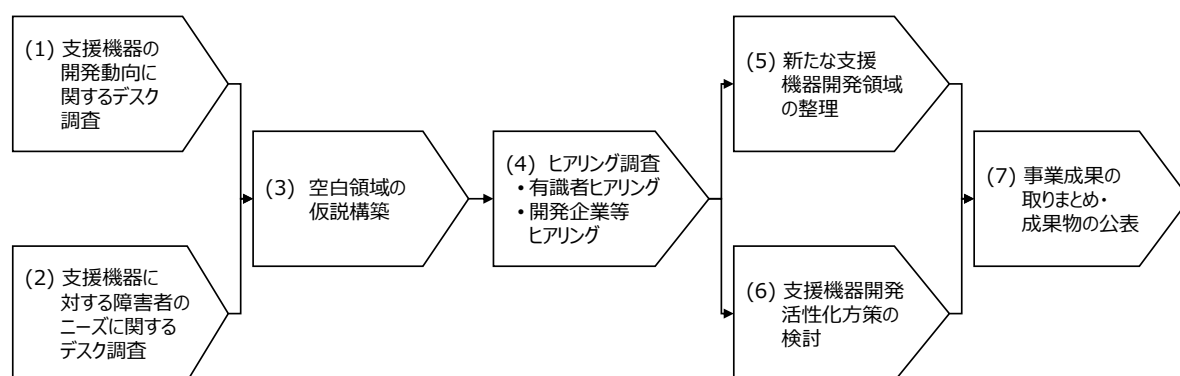 (1) 支援機器の
開発動向に
関するデスク
調査
(2) 支援機器に
対する障害者の
ニーズに関する
デスク調査
(3) 空白領域の
仮説構築
(4) ヒアリング調査
• 有識者ヒアリング
• 開発企業等
ヒアリング
(5) 新たな支援
機器開発領域
の整理
(6) 支援機器開発
活性化方策の
検討
(7) 事業成果の
取りまとめ・
成果物の公表